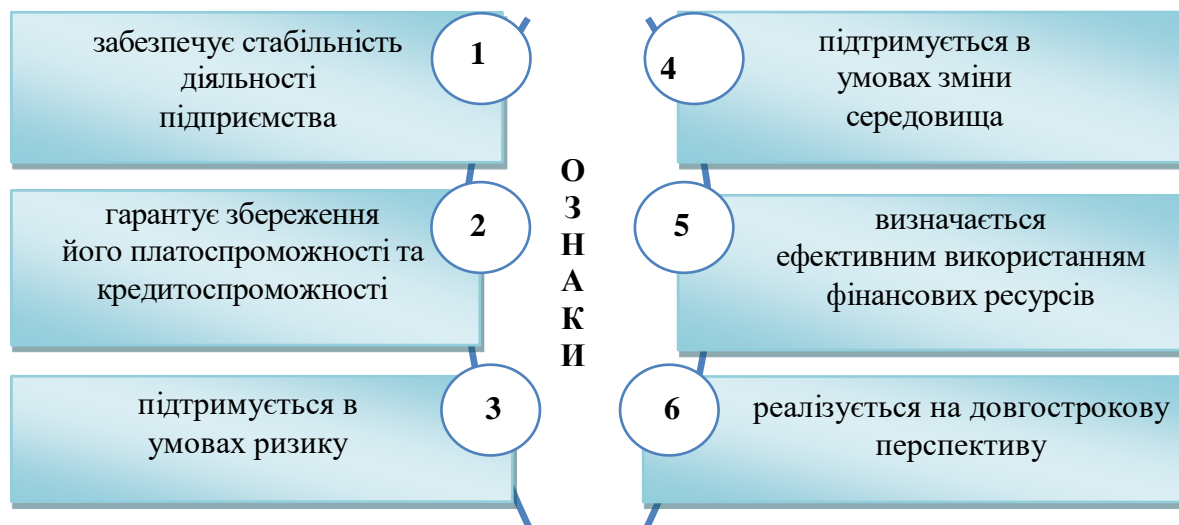 забезпечує стабільність
діяльності
підприємства
1
гарантує збереження
його платоспроможності та
кредитоспроможності
2
підтримується в
умовах ризику
3
ОЗНАКИ
4
підтримується в
умовах зміни
середовища
5
визначається
ефективним використанням
фінансових ресурсів
6
реалізується на довгострокову
перспективу